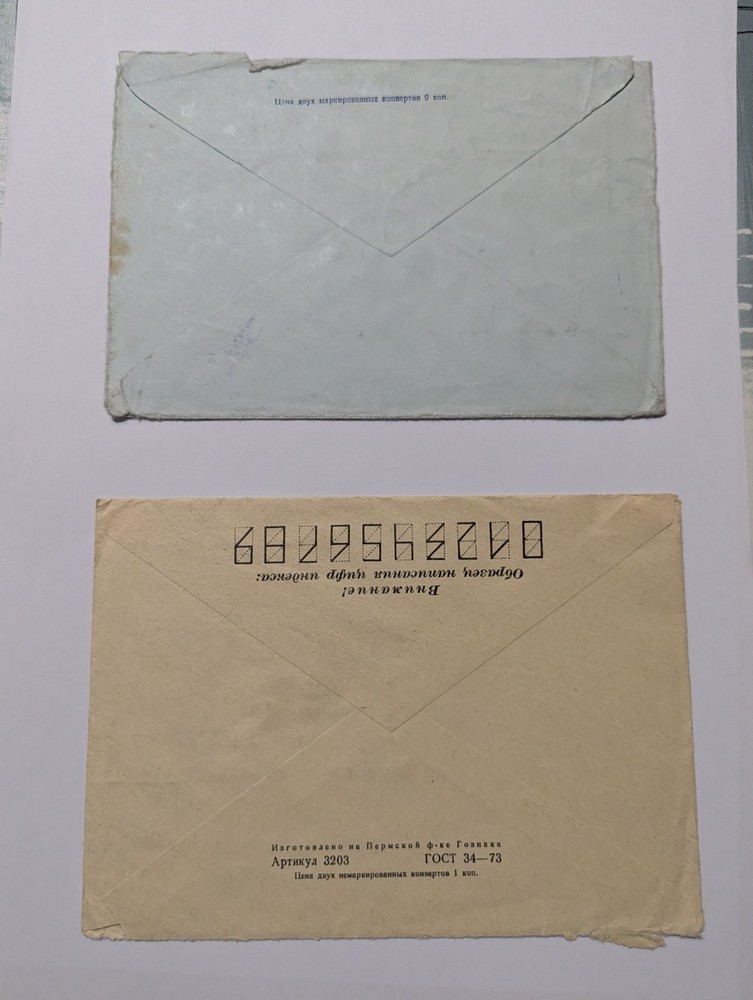 Цена двух маркированных конвертов 9 коп.
Внимание!
Образец написания цифр индекса:
0123456789
Изготовлено на Пермской ф-ке Гознака
Артикул 3203 ГОСТ 34—73
Цена двух немаркированных конвертов 1 коп.